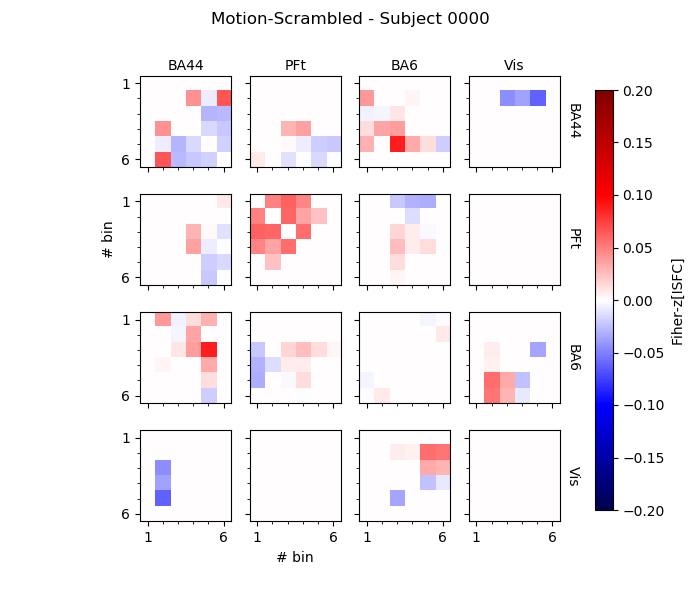 Motion-Scrambled - Subject 0000
BA44 PFt BA6 Vis
1
6
BA44
1
6
PFt
# bin
1
6
BA6
1
6
Vis
1 6 1 6 1 6 1 6
# bin
0.20
0.15
0.10
0.05
0.00
−0.05
−0.10
−0.15
−0.20
Fiher-z[ISFC]